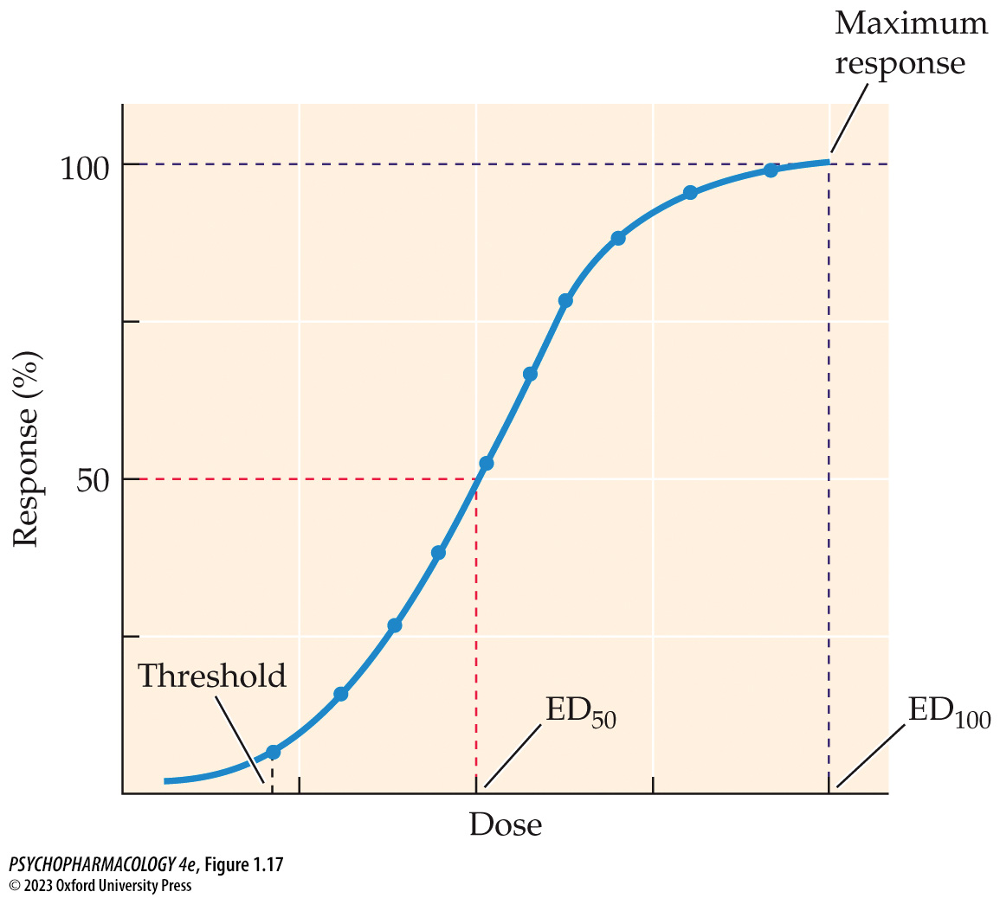 Maximum
response
100
Response (%)
50
Threshold
ED50
ED100
Dose
PSYCHOPHARMACOLOGY 4e, Figure 1.17
© 2023 Oxford University Press